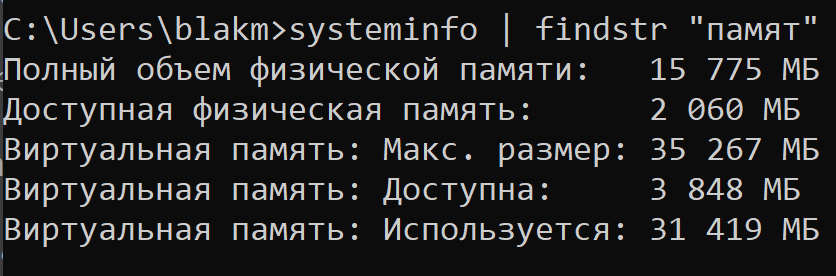 C:\Users\blakm>systeminfo | findstr "памят"
Полный объем физической памяти:   15 775 МБ
Доступная физическая память:      2 060 МБ
Виртуальная память: Макс. размер: 35 267 МБ
Виртуальная память: Доступна:     3 848 МБ
Виртуальная память: Используется: 31 419 МБ